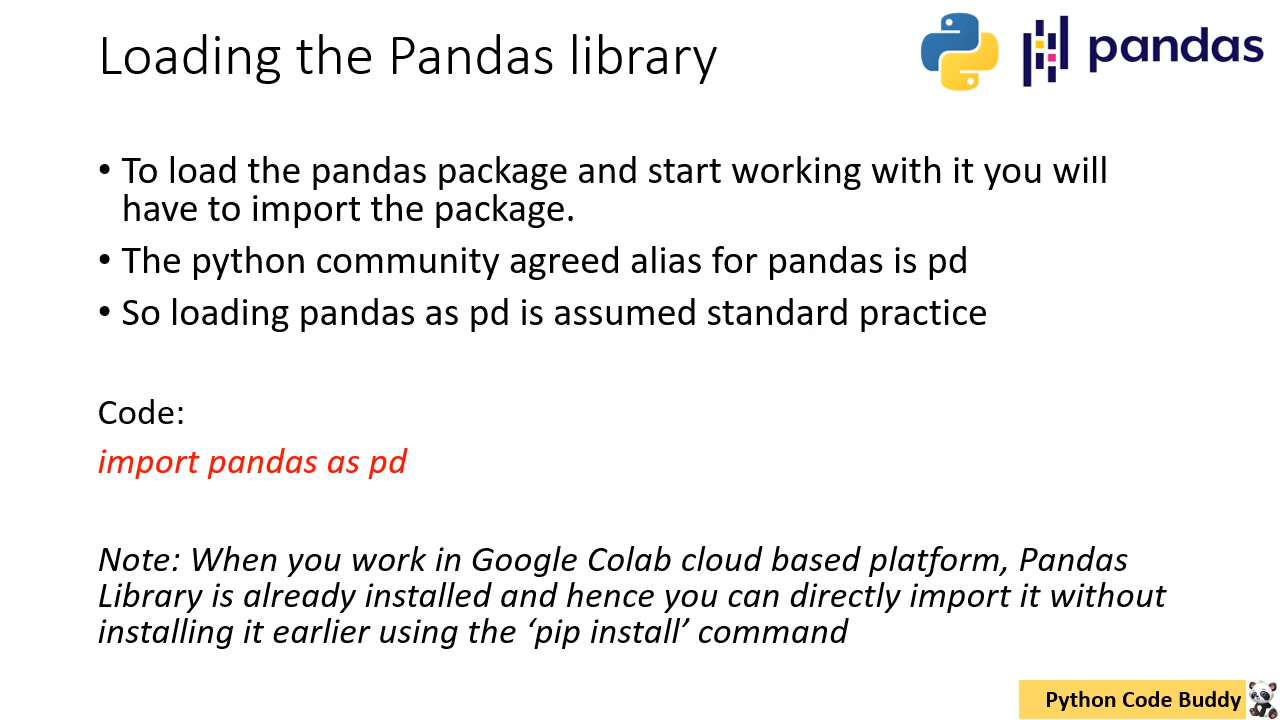 Loading the Pandas library
pandas
• To load the pandas package and start working with it you will
have to import the package.
• The python community agreed alias for pandas is pd
• So loading pandas as pd is assumed standard practice
Code:
import pandas as pd
Note: When you work in Google Colab cloud based platform, Pandas
Library is already installed and hence you can directly import it without
installing it earlier using the ‘pip install’ command
Python Code Buddy